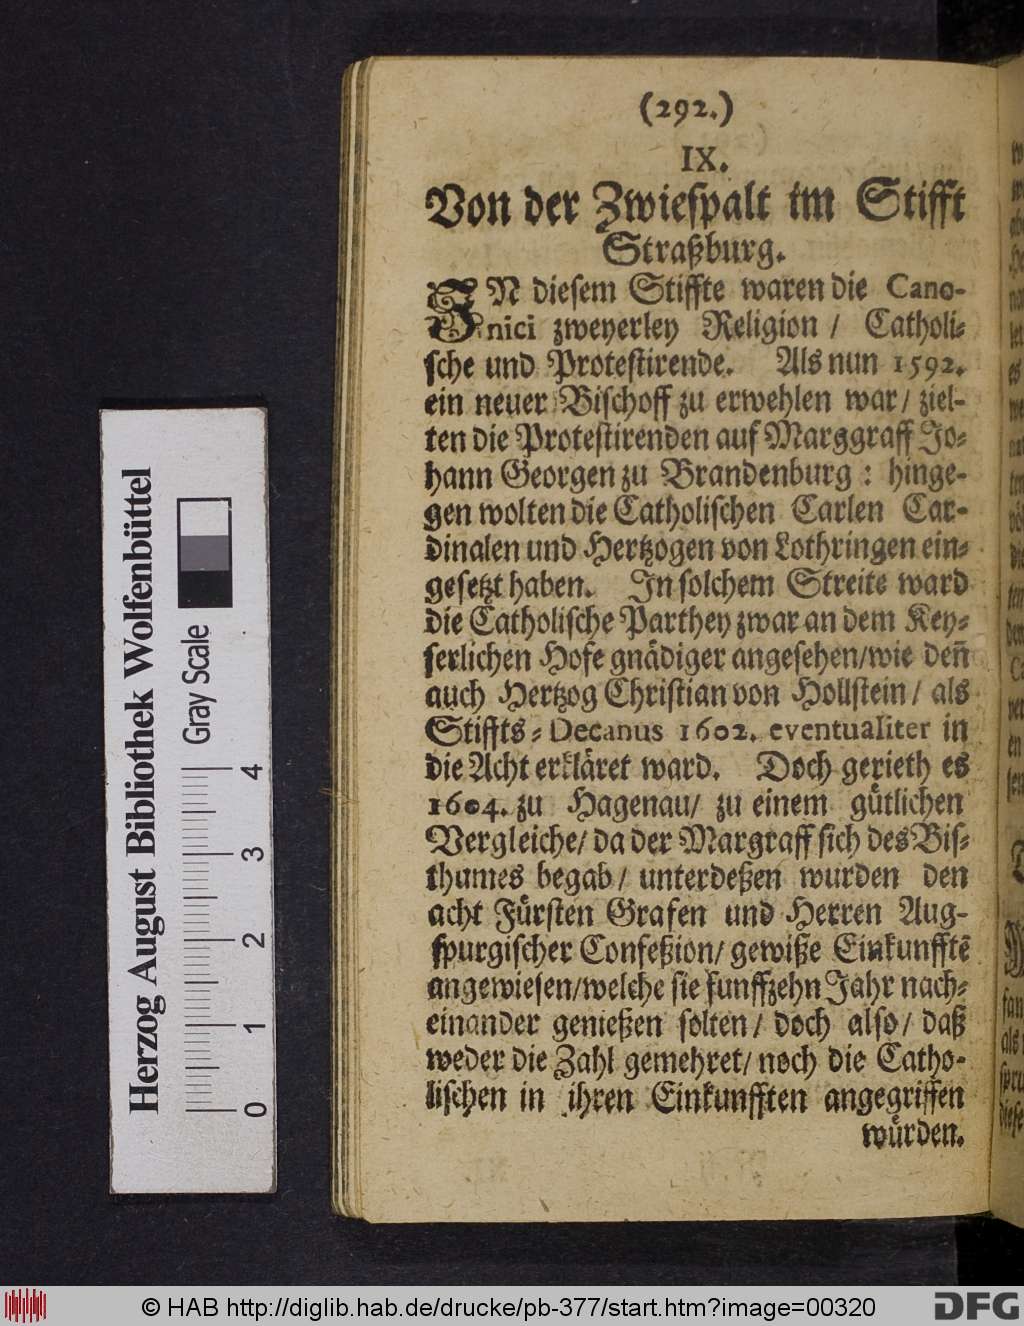 (292.)
IX.
Von der Zwiespalt im Stifft
Straßburg.
IN diesem Stiffte waren die Cano-
nici zweyerley Religion / Catholi-
sche und Protestirende. Als nun 1592.
ein neuer Bischoff zu erwehlen war / ziel-
ten die Protestirenden auf Marggraff Jo-
hann Georgen zu Brandenburg : hinge-
gen wolten die Catholischen Carlen Car-
dinalen und Hertzogen von Lothringen ein-
gesetzt haben. In solchem Streite ward
die Catholische Parthey zwar an dem Key-
serlichen Hofe gnädiger angesehen / wie deñ
auch Hertzog Christian von Hollstein / als
Stiffts-Decanus 1602. eventualiter in
die Acht erkläret ward. Doch gerieth es
1604. zu Hagenau / zu einem gütlichen
Vergleiche / da der Margraff sich des Bis-
thumes begab / unterdeßen wurden den
acht Fürsten Grafen und Herren Aug-
spurgischer Confeßion / gewiße Einkunfftẽ
angewiesen / welche sie funffzehn Jahr nach-
einander genießen solten / doch also / daß
weder die Zahl gemehret / noch die Catho-
lischen in ihren Einkunfften angegriffen
würden.
Herzog August Bibliothek Wolfenbüttel
Gray Scale
0 1 2 3 4
© HAB http://diglib.hab.de/drucke/pb-377/start.htm?image=00320
DFG